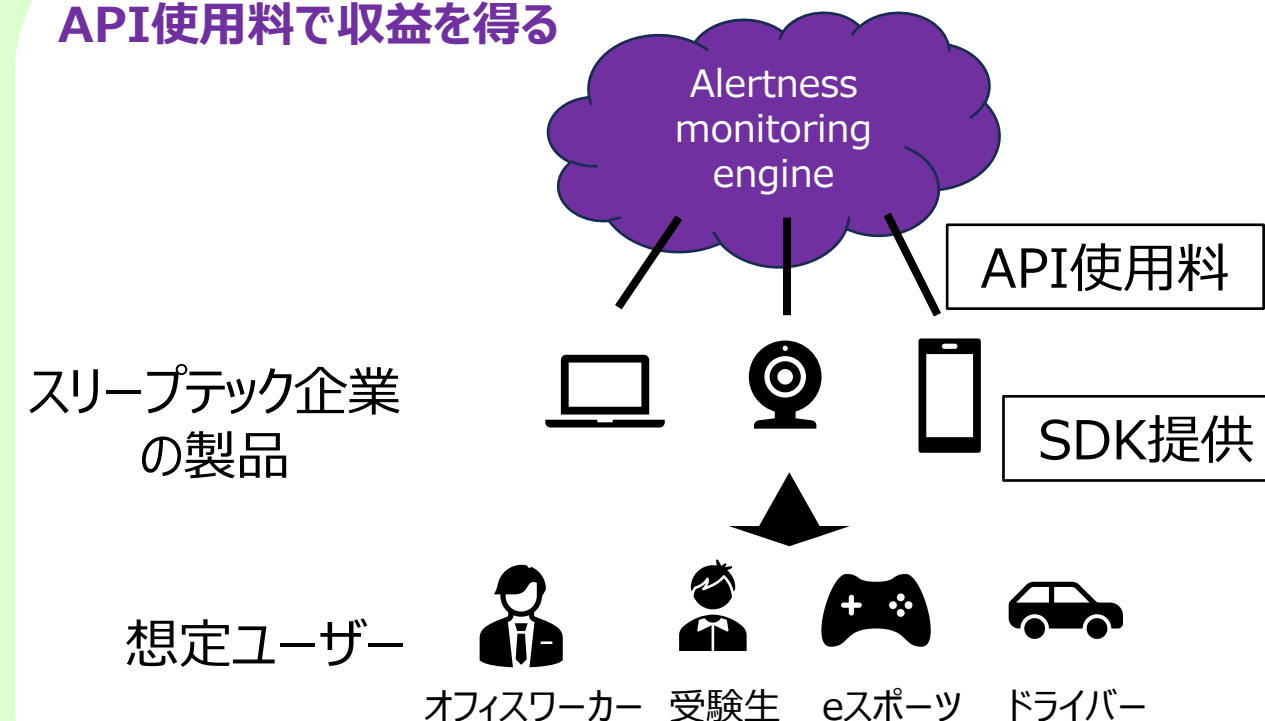 API使用料で収益を得る
Alertness
monitoring
engine
API使用料
スリープテック企業
の製品
SDK提供
想定ユーザー
オフィスワーカー
受験生
eスポーツ
ドライバー